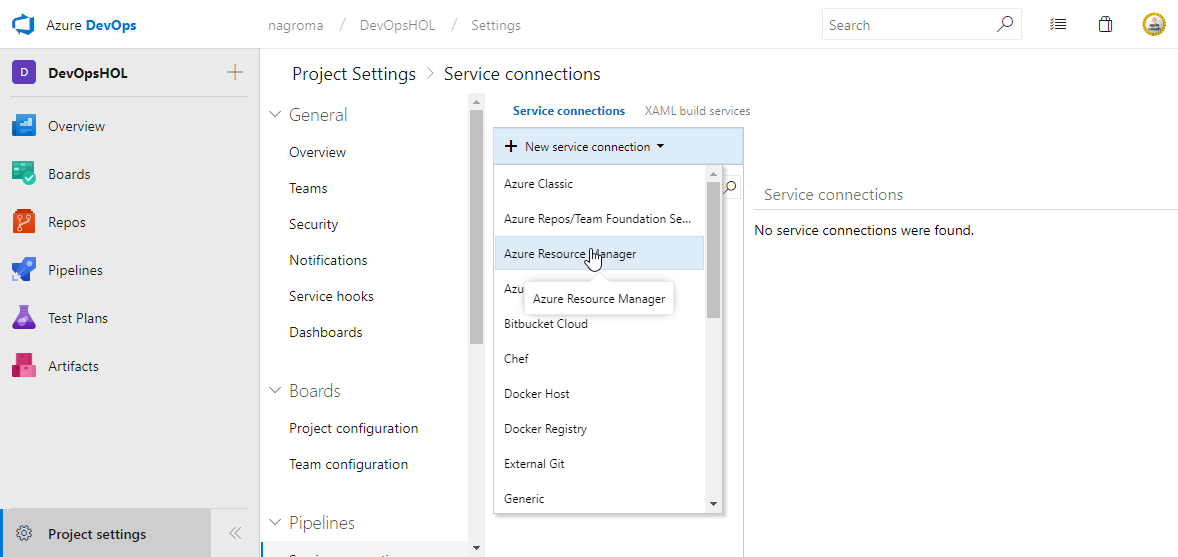 Azure DevOps
nagroma / DevOpsHOL / Settings
Search
D DevOpsHOL
Overview
Boards
Repos
Pipelines
Test Plans
Artifacts
Project settings
Project Settings > Service connections
General
Overview
Teams
Security
Notifications
Service hooks
Dashboards
Boards
Project configuration
Team configuration
Pipelines
Service connections XAML build services
+ New service connection
Azure Classic
Azure Repos/Team Foundation Se...
Azure Resource Manager
Azure Resource Manager
Bitbucket Cloud
Chef
Docker Host
Docker Registry
External Git
Generic
Service connections
No service connections were found.